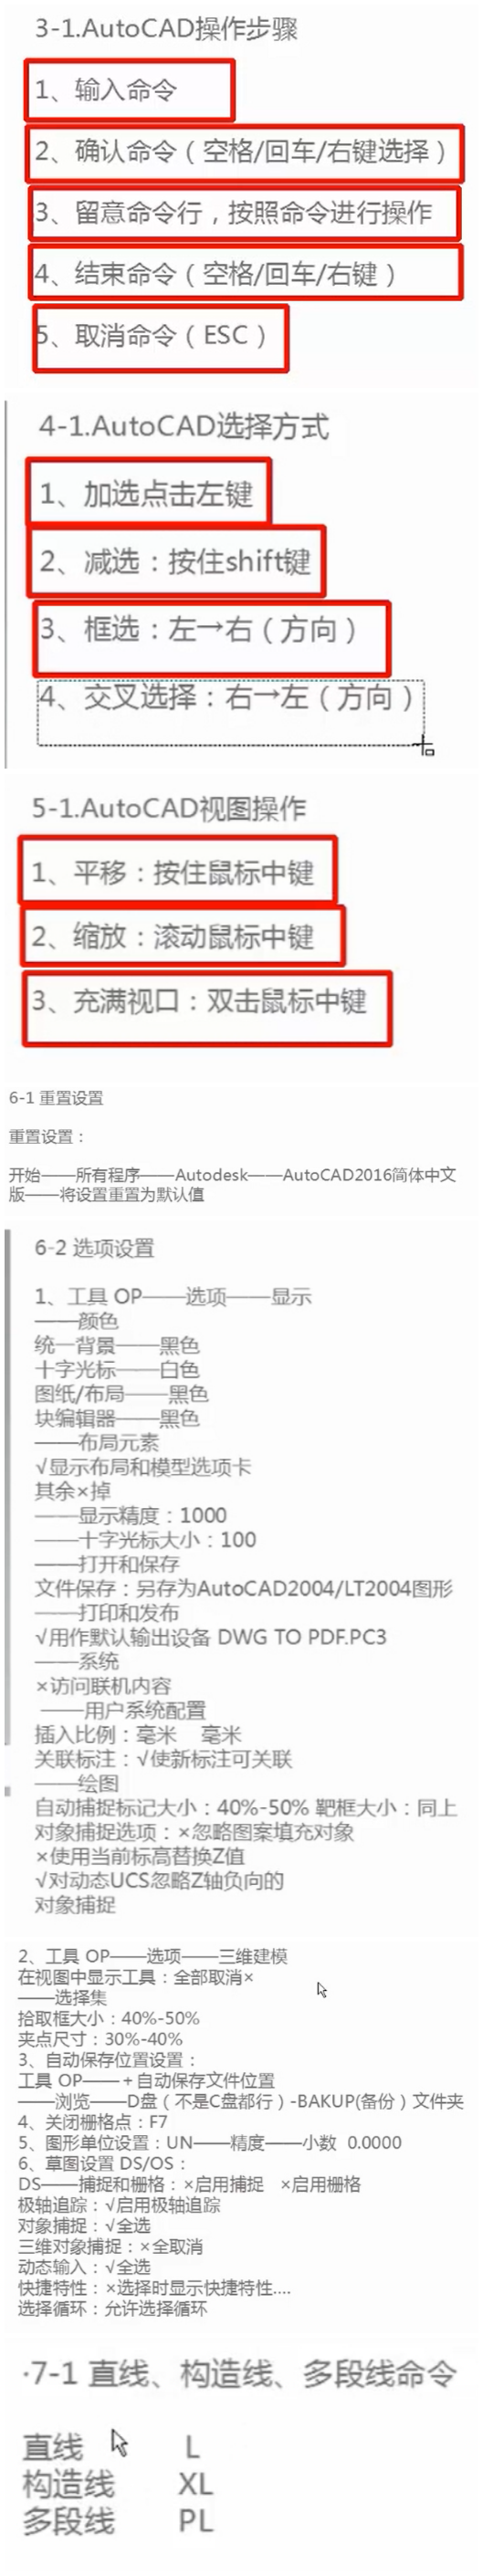 3-1.AutoCAD操作步骤
1、输入命令
2、确认命令（空格/回车/右键选择）
3、留意命令行，按照命令进行操作
4、结束命令（空格/回车/右键）
5、取消命令（ESC）
4-1.AutoCAD选择方式
1、加选点击左键
2、减选：按住shift键
3、框选：左→右（方向）
4、交叉选择：右→左（方向）
5-1.AutoCAD视图操作
1、平移：按住鼠标中键
2、缩放：滚动鼠标中键
3、充满视口：双击鼠标中键
6-1 重置设置
重置设置：
开始——所有程序——Autodesk——AutoCAD2016简体中文
版——将设置重置为默认值
6-2 选项设置
1、工具 OP——选项——显示
——颜色
统一背景——黑色
十字光标——白色
图纸/布局——黑色
块编辑器——黑色
——布局元素
√显示布局和模型选项卡
其余×掉
——显示精度：1000
——十字光标大小：100
——打开和保存
文件保存：另存为AutoCAD2004/LT2004图形
——打印和发布
√用作默认输出设备 DWG TO PDF.PC3
——系统
×访问联机内容
——用户系统配置
插入比例：毫米 毫米
关联标注：√使新标注可关联
——绘图
自动捕捉标记大小：40%-50% 靶框大小：同上
对象捕捉选项：×忽略图案填充对象
×使用当前标高替换Z值
√对动态UCS忽略Z轴负向的
对象捕捉
2、工具 OP——选项——三维建模
在视图中显示工具：全部取消×
——选择集
拾取框大小：40%-50%
夹点尺寸：30%-40%
3、自动保存位置设置：
工具 OP——＋自动保存文件位置
——浏览——D盘（不是C盘都行）-BAKUP(备份）文件夹
4、关闭栅格点：F7
5、图形单位设置：UN——精度——小数 0.0000
6、草图设置 DS/OS：
DS——捕捉和栅格：×启用捕捉 ×启用栅格
极轴追踪：√启用极轴追踪
对象捕捉：√全选
三维对象捕捉：×全取消
动态输入：√全选
快捷特性：×选择时显示快捷特性....
选择循环：允许选择循环
·7-1 直线、构造线、多段线命令
直线 L
构造线 XL
多段线 PL